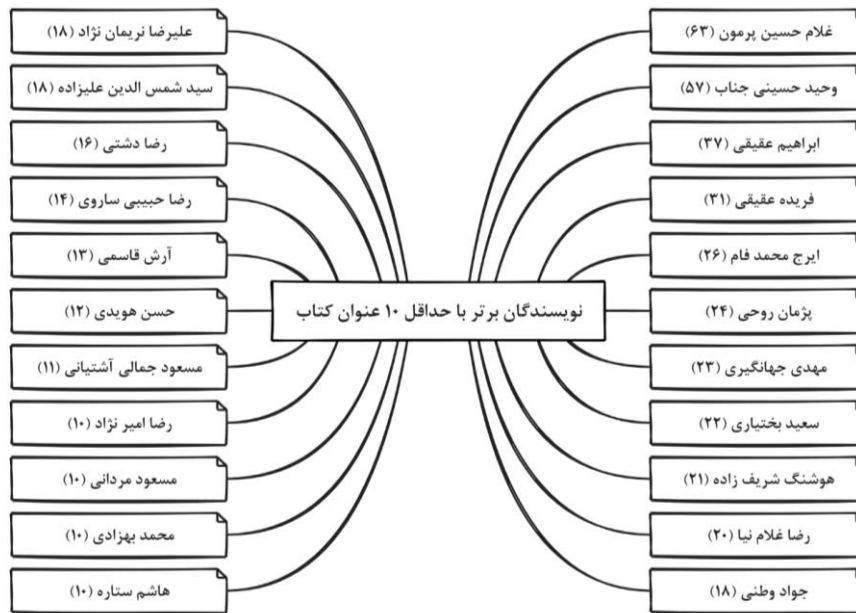 غلام حسین پرمون (۶۳)
وحید حسینی جناب (۵۷)
ابراهیم عقیقی (۳۷)
فریده عقیقی (۳۱)
ایرج محمد فام (۲۶)
پژمان روحی (۲۴)
مهدی جهانگیری (۲۳)
سعید بختیاری (۲۲)
هوشنگ شریف زاده (۲۱)
رضا غلام نیا (۲۰)
جواد وطنی (۱۸)
نویسندگان برتر با حداقل ۱۰ عنوان کتاب
علیرضا نریمان نژاد (۱۸)
سید شمس الدین علیزاده (۱۸)
رضا دشتی (۱۶)
رضا حبیبی ساروی (۱۴)
آرش قاسمی (۱۳)
حسن هویدی (۱۲)
مسعود جمالی آشتیانی (۱۱)
رضا امیر نژاد (۱۰)
مسعود مردانی (۱۰)
محمد بهزادی (۱۰)
هاشم ستاره (۱۰)